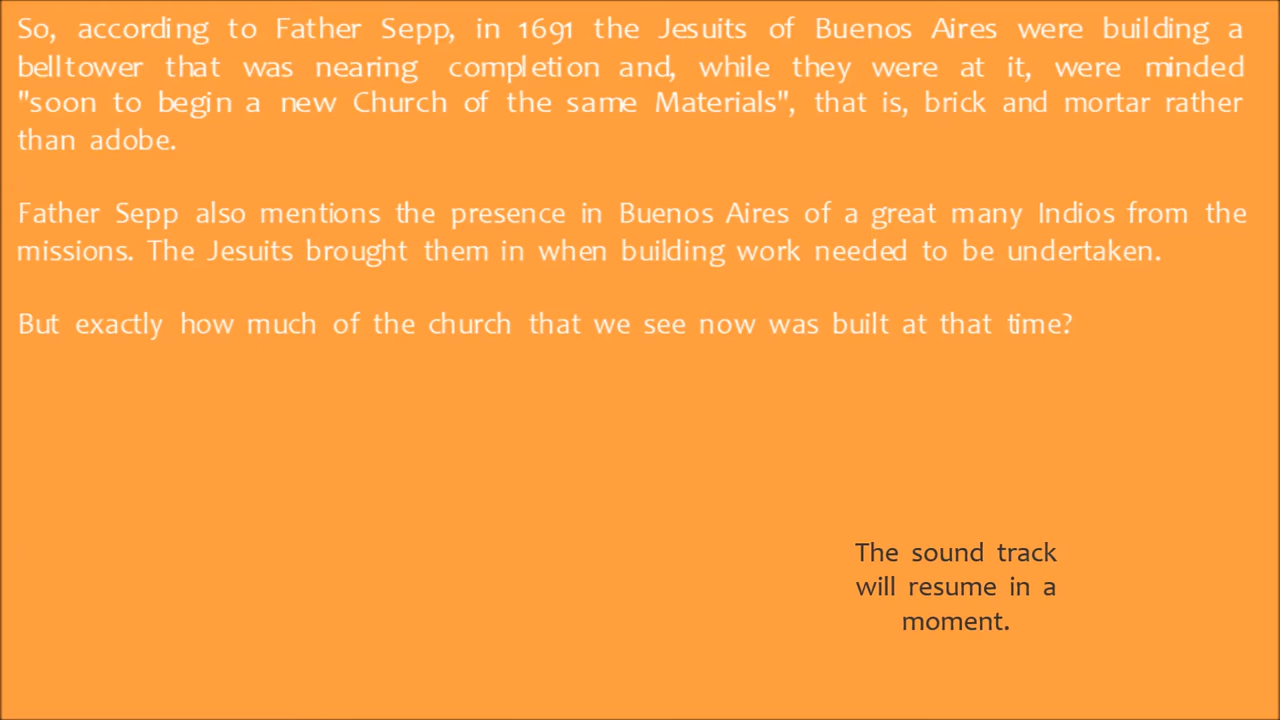 So, according to Father Sepp, in 1691 the Jesuits of Buenos Aires were building a
belltower that was nearing completion and, while they were at it, were minded
"soon to begin a new Church of the same Materials", that is, brick and mortar rather
than adobe.
Father Sepp also mentions the presence in Buenos Aires of a great many Indios from the
missions. The Jesuits brought them in when building work needed to be undertaken.
But exactly how much of the church that we see now was built at that time?
The sound track
will resume in a
moment.